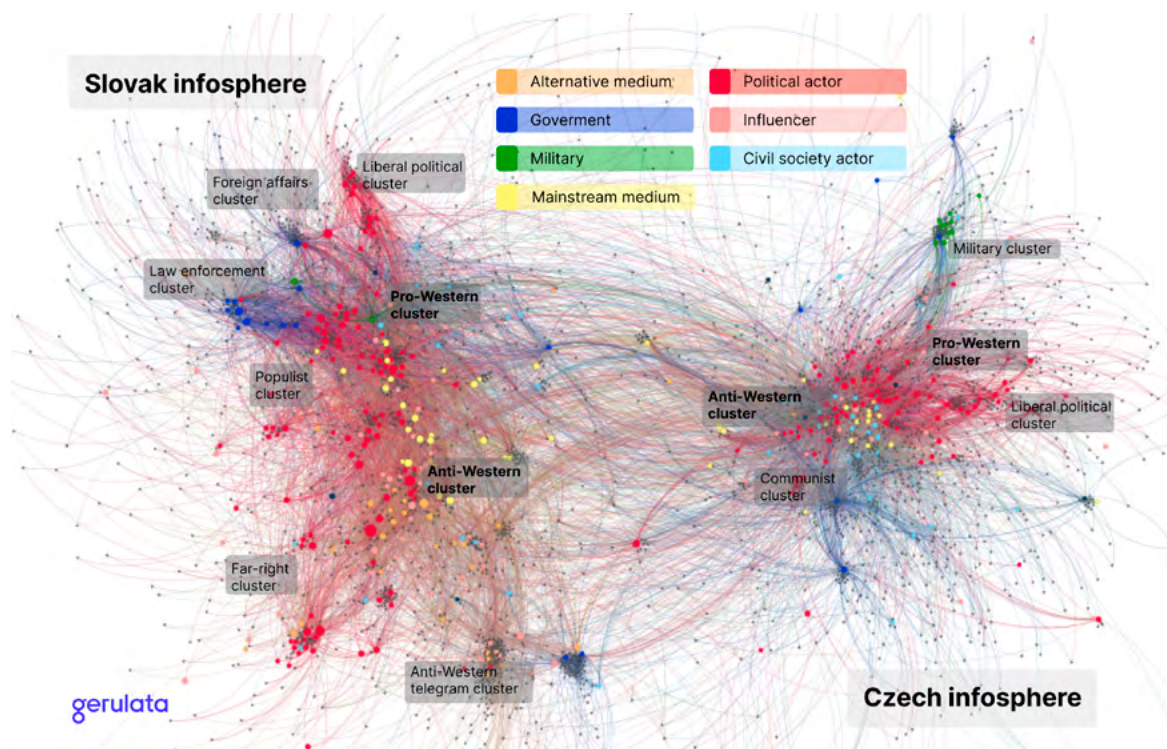 Slovak infosphere
Alternative medium
Political actor
Goverment
Influencer
Military
Civil society actor
Mainstream medium
Liberal political
cluster
Foreign affairs
cluster
Law enforcement
cluster
Pro-Western
cluster
Populist
cluster
Anti-Western
cluster
Far-right
cluster
Anti-Western
telegram cluster
Military cluster
Pro-Western
cluster
Anti-Western
cluster
Liberal political
cluster
Communist
cluster
gerulata
Czech infosphere